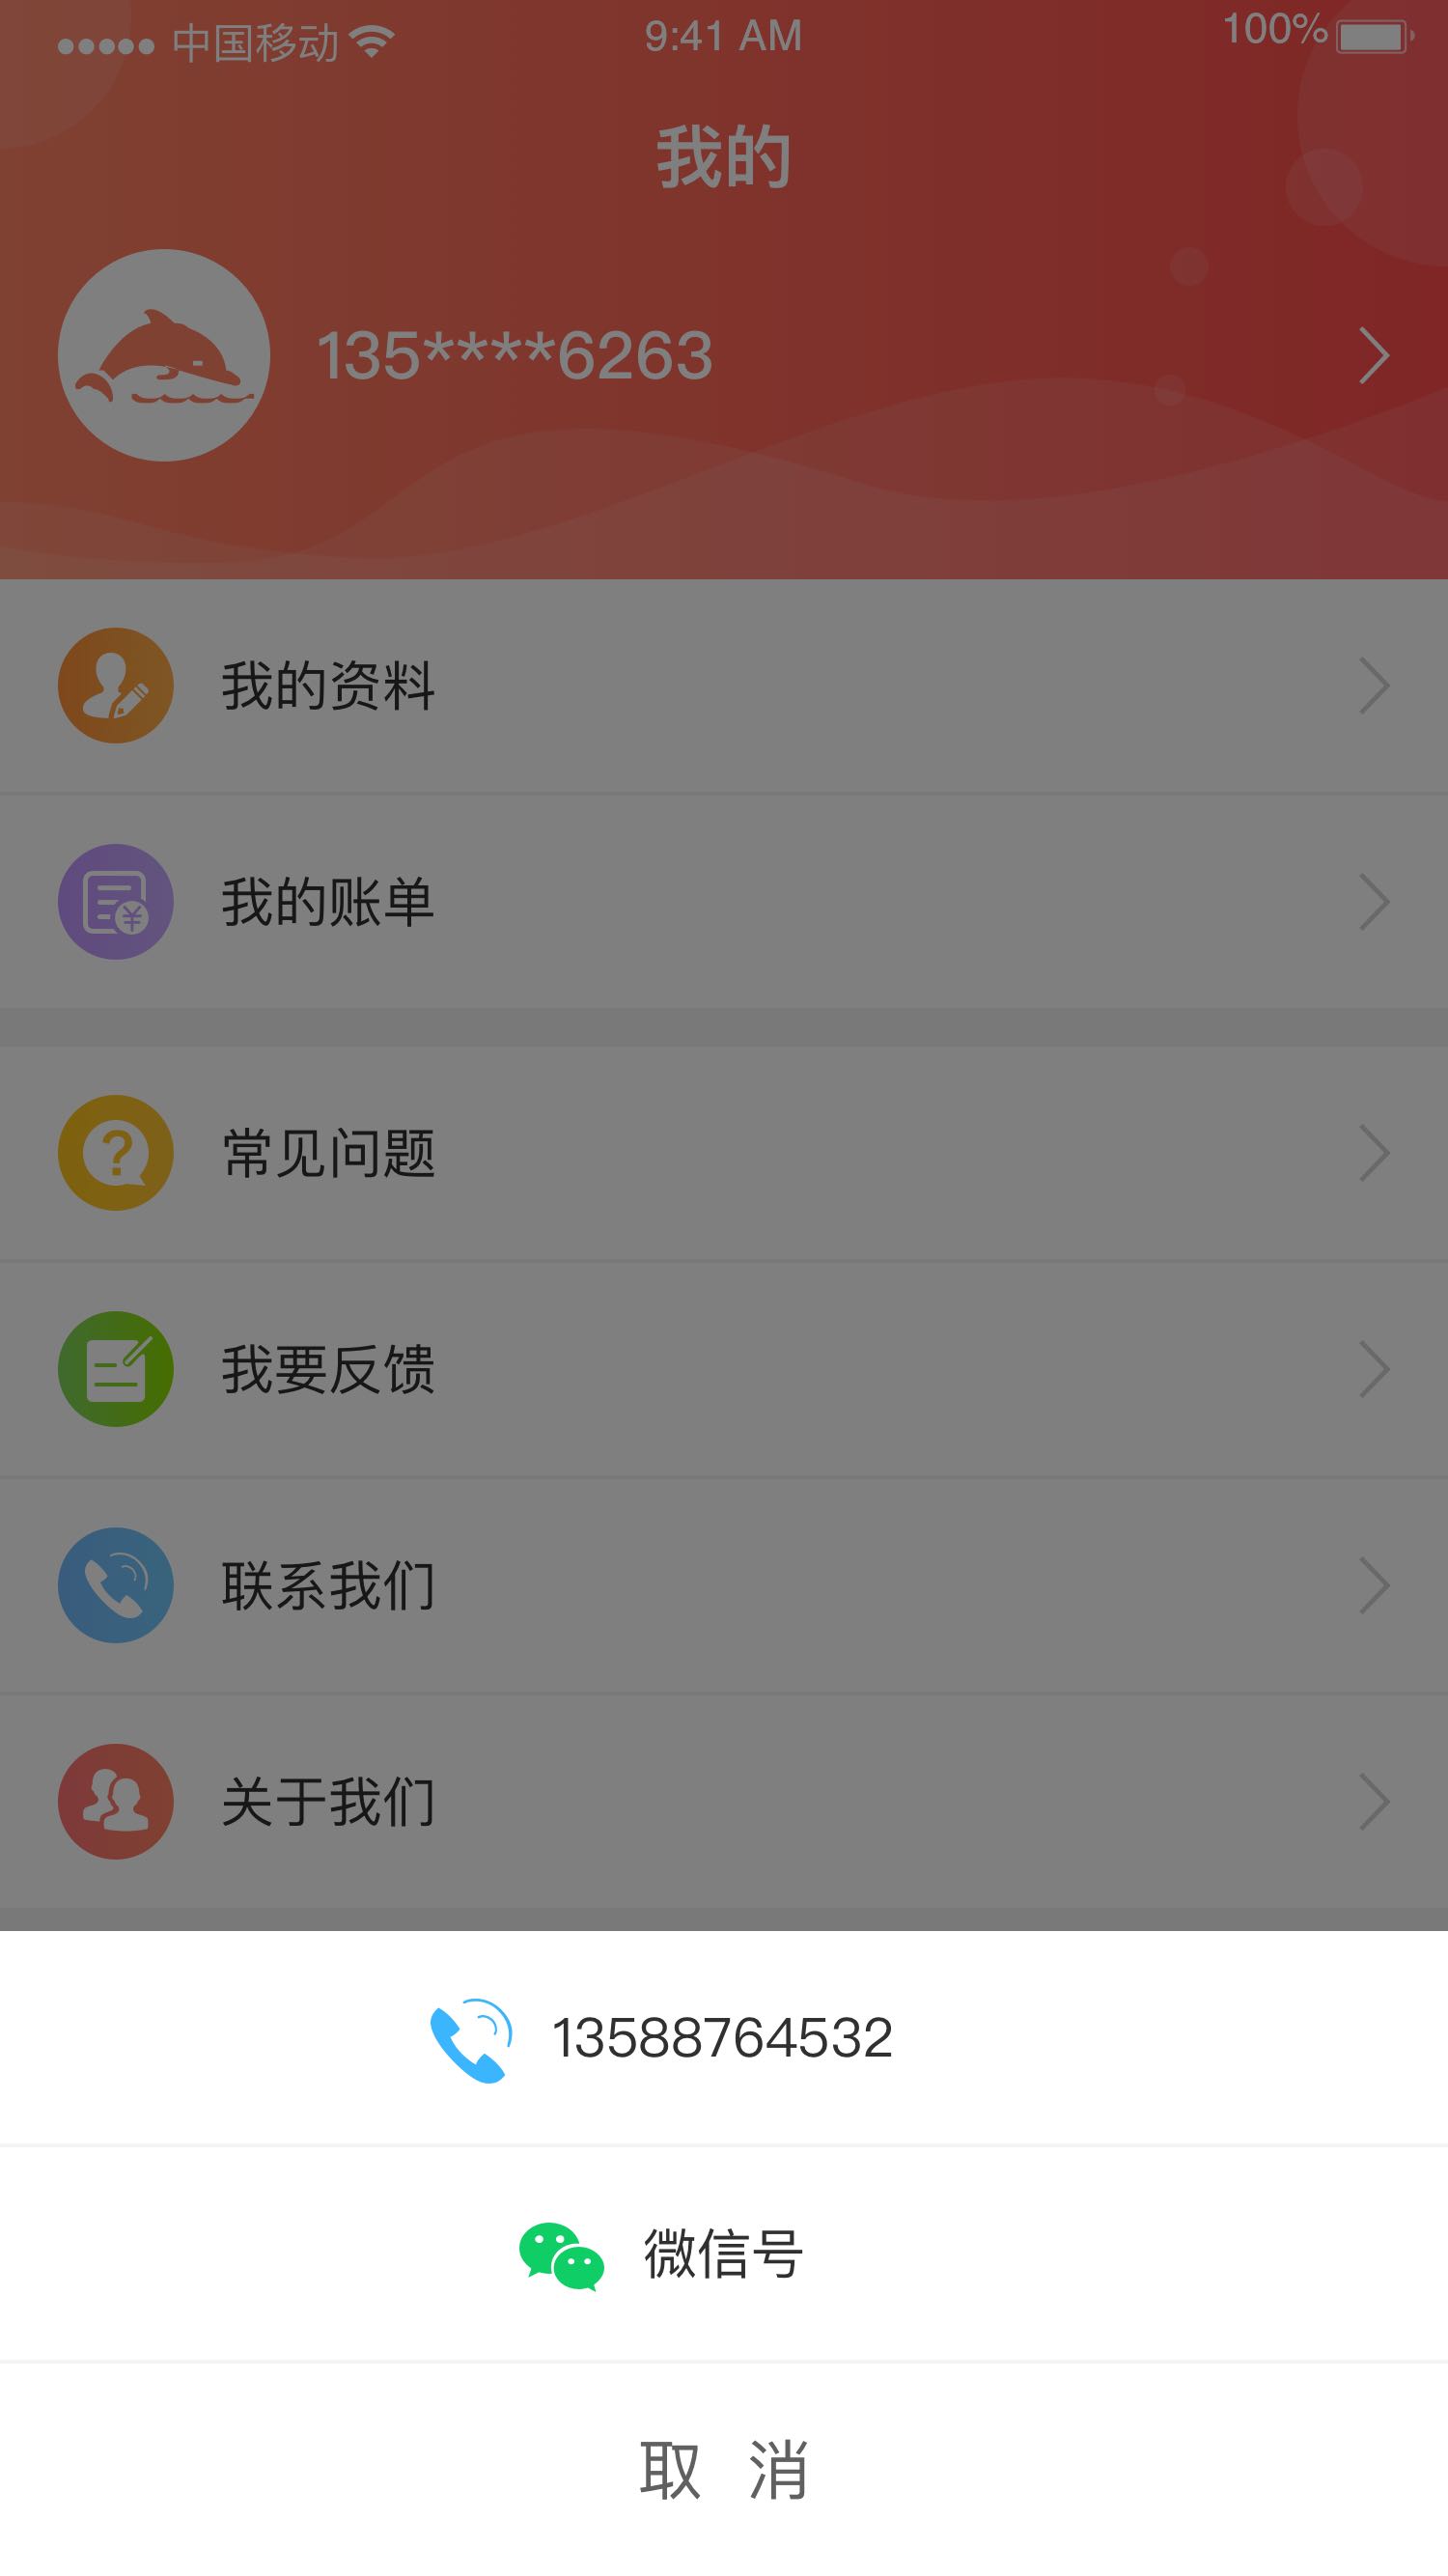 中国移动
9:41 AM
100%
我的
135****6263
我的资料
我的账单
常见问题
我要反馈
联系我们
关于我们
13588764532
微信号
取 消